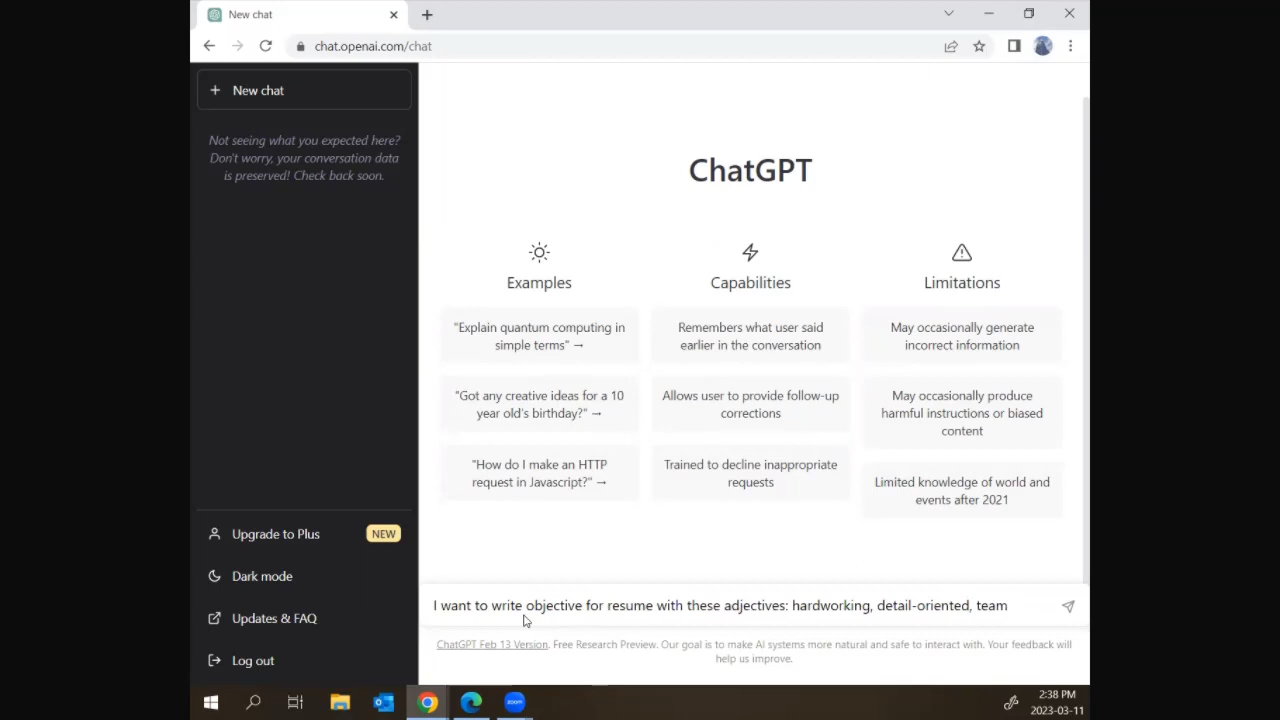 New chat
chat.openai.com/chat
New chat
Not seeing what you expected here?
Don't worry, your conversation data
is preserved! Check back soon.
ChatGPT
Examples
Capabilities
Limitations
"Explain quantum computing in
simple terms" →
Remembers what user said
earlier in the conversation
May occasionally generate
incorrect information
"Got any creative ideas for a 10
year old's birthday?" →
Allows user to provide follow-up
corrections
May occasionally produce
harmful instructions or biased
content
"How do I make an HTTP
request in Javascript?" →
Trained to decline inappropriate
requests
Limited knowledge of world and
events after 2021
Upgrade to Plus
NEW
Dark mode
Updates & FAQ
Log out
I want to write objective for resume with these adjectives: hardworking, detail-oriented, team
ChatGPT Feb 13 Version. Free Research Preview. Our goal is to make AI systems more natural and safe to interact with. Your feedback will
help us improve.
zoom
2:38 PM
2023-03-11